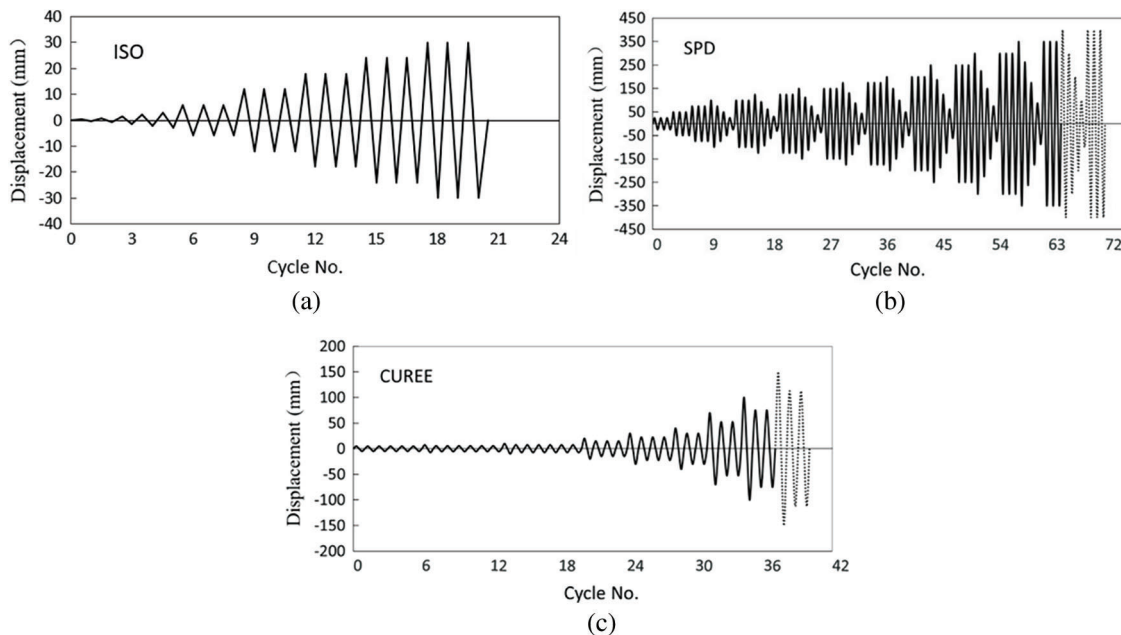 ISO
Displacement (mm)
40
30
20
10
0
-10
-20
-30
-40
0 3 6 9 12 15 18 21 24
Cycle No.
(a)
SPD
Displacement (mm)
450
350
250
150
50
-50
-150
-250
-350
-450
0 9 18 27 36 45 54 63 72
Cycle No.
(b)
CUREE
Displacement (mm)
200
150
100
50
0
-50
-100
-150
-200
0 6 12 18 24 30 36 42
Cycle No.
(c)